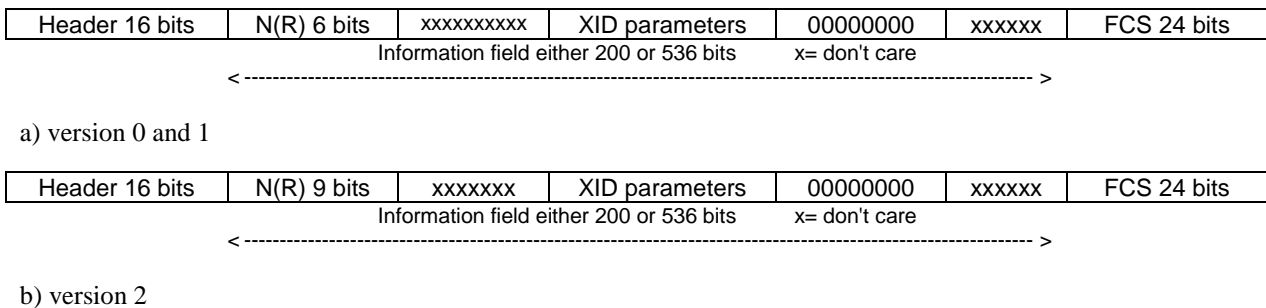 Header 16 bits N(R) 6 bits xxxxxxxxxx XID parameters 00000000 xxxxxx FCS 24 bits
Information field either 200 or 536 bits x= don't care
< ---------------------------------------------------------------------------------------------------------------- >
a) version 0 and 1
Header 16 bits N(R) 9 bits xxxxxxx XID parameters 00000000 xxxxxx FCS 24 bits
Information field either 200 or 536 bits x= don't care
< ---------------------------------------------------------------------------------------------------------------- >
b) version 2